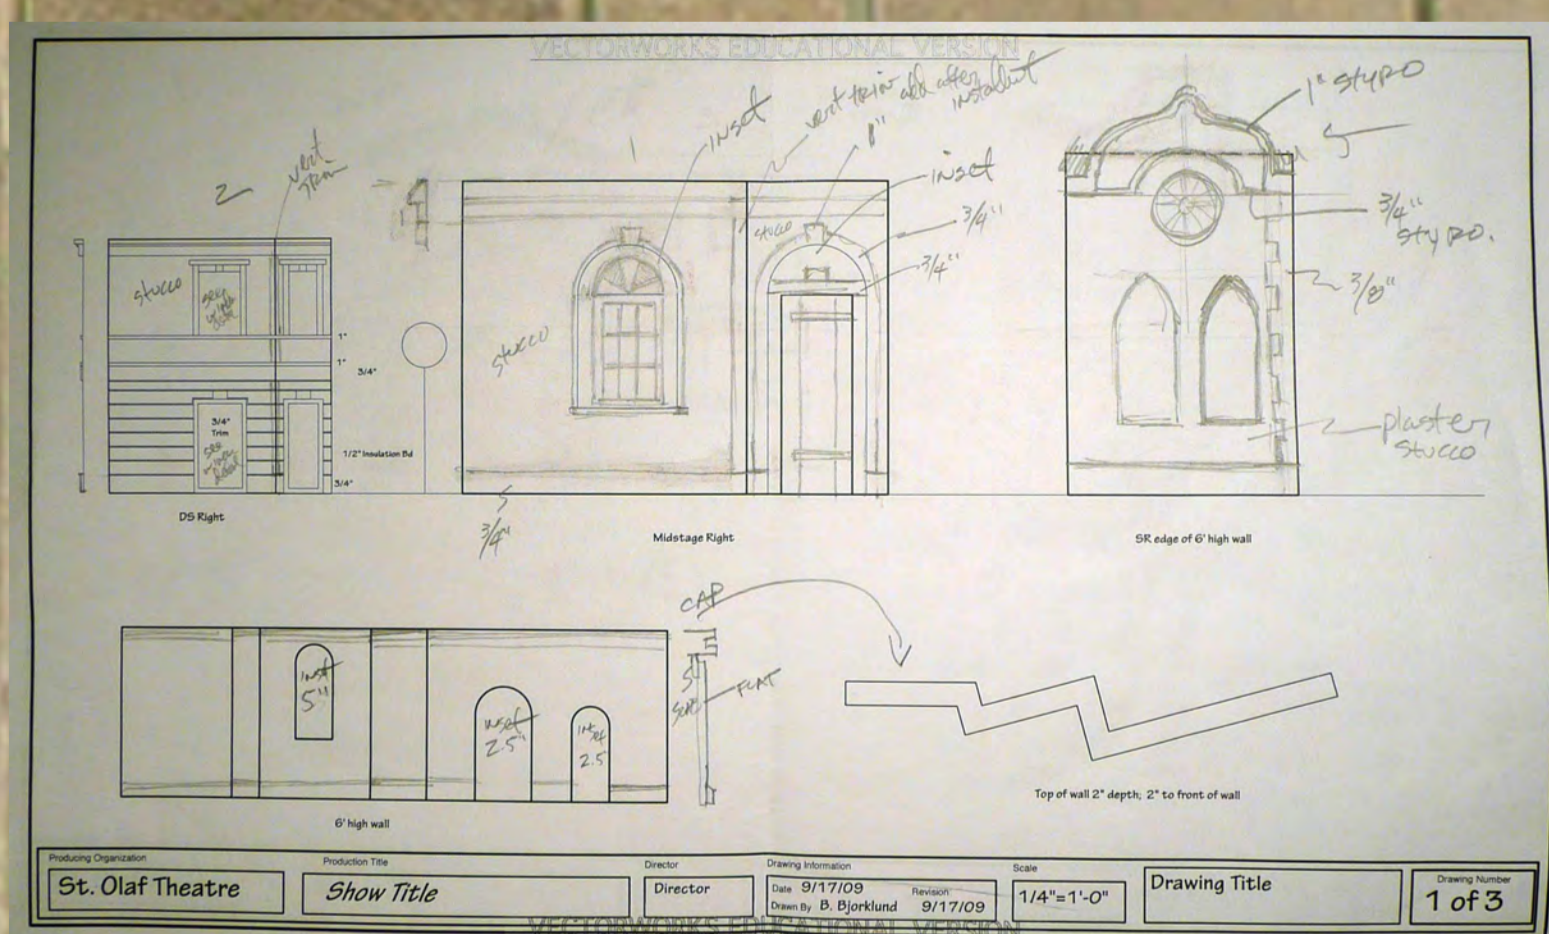 VECTORWORKS EDUCATIONAL VERSION
vert trim add after
install
1" STYRO
inset
1"
2
vert
TRIM
1
inset
3/4"
3/4"
STYRO.
stucco
3/4"
3/8"
stucco
stucco
1"
1"
3/4"
3/4"
Trim
1/2" Insulation Bd
3/4"
plaster
stucco
3/4"
DS Right
Midstage Right
SR edge of 6' high wall
CAP
inset
5"
inset
2.5"
inset
2.5
FLAT
Top of wall 2" depth; 2" to front of wall
6' high wall
Producing Organization
St. Olaf Theatre
Production Title
Show Title
Director
Director
Drawing Information
Date 9/17/09
Revision
Drawn By B. Bjorklund 9/17/09
Scale
1/4"=1'-0"
Drawing Title
Drawing Number
1 of 3
VECTORWORKS EDUCATIONAL VERSION